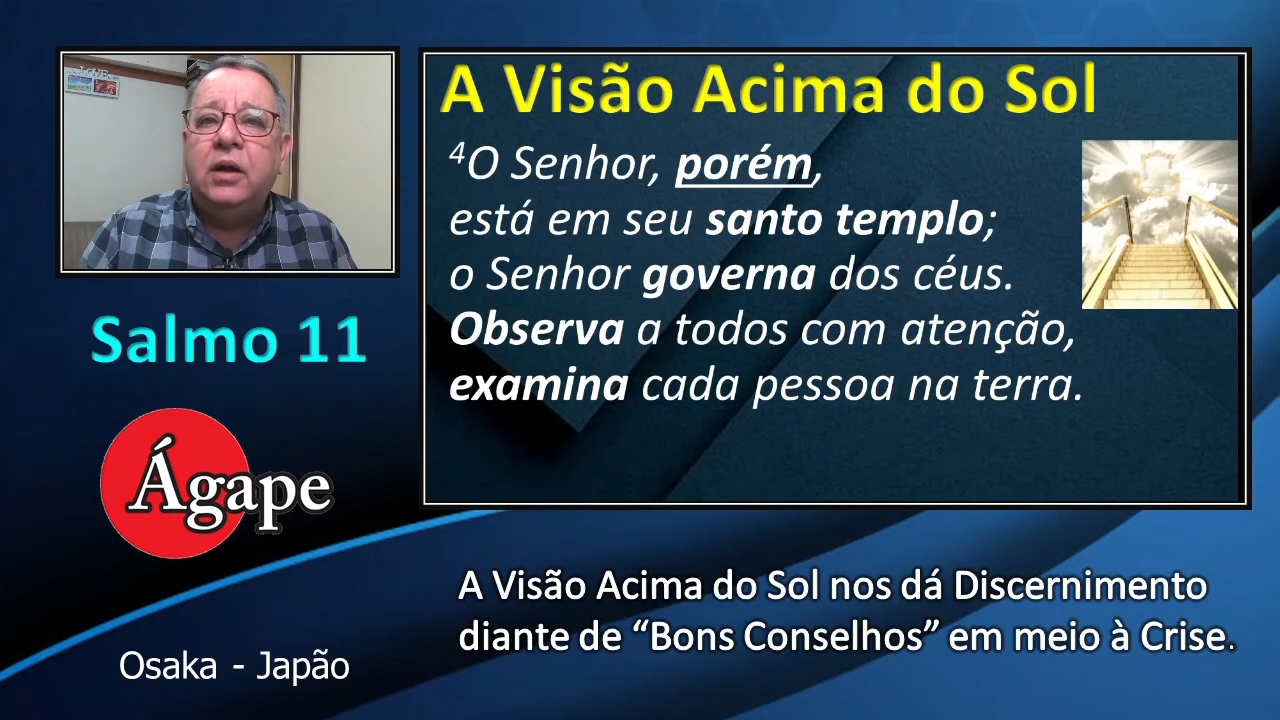 A Visão Acima do Sol
⁴O Senhor, porém,
está em seu santo templo;
o Senhor governa dos céus.
Observa a todos com atenção,
examina cada pessoa na terra.
Salmo 11
Ágape
Osaka - Japão
A Visão Acima do Sol nos dá Discernimento
diante de “Bons Conselhos” em meio à Crise.